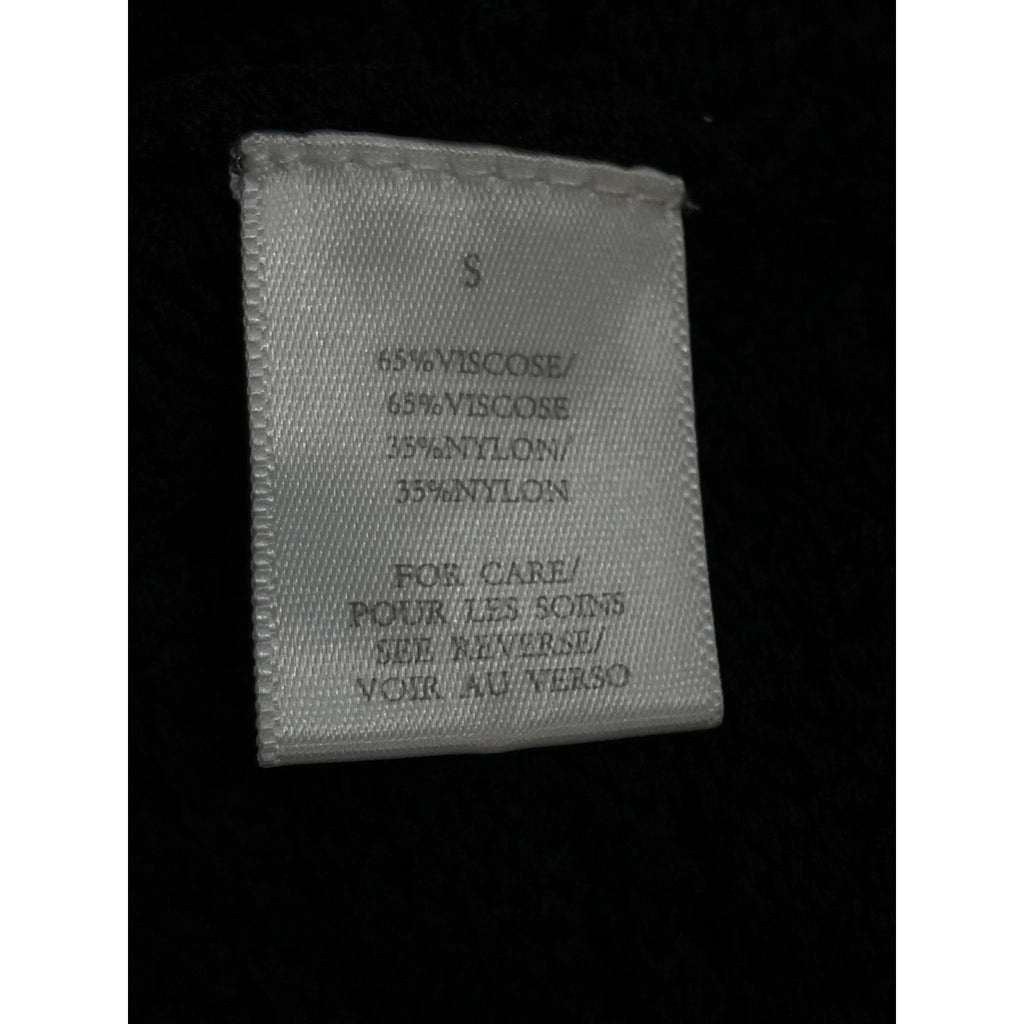 S
65%VISCOSE/
65%VISCOSE
35%NYLON/
35%NYLON
FOR CARE/
POUR LES SOINS
SEE REVERSE/
VOIR AU VERSO